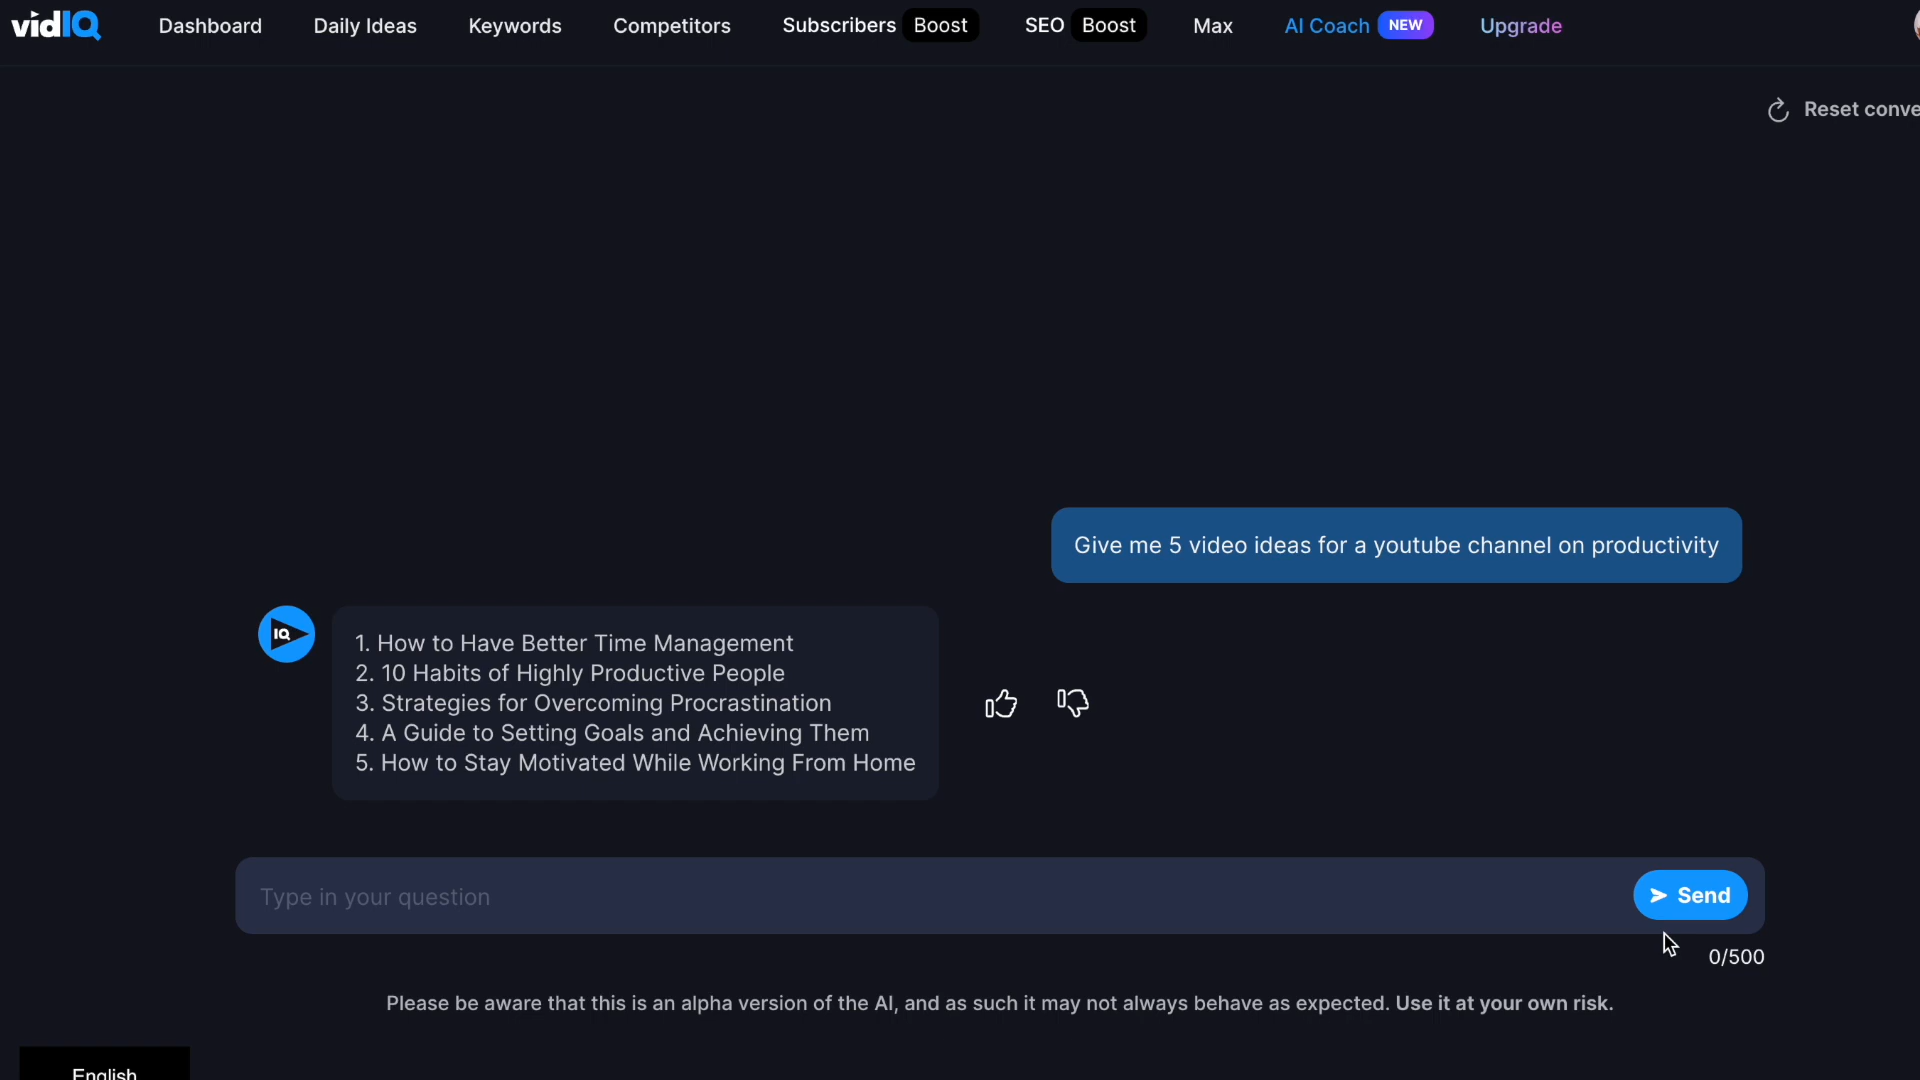 vidIQ
Dashboard
Daily Ideas
Keywords
Competitors
Subscribers Boost
SEO Boost
Max
AI Coach NEW
Upgrade
Reset conve
Give me 5 video ideas for a youtube channel on productivity
IQ
1. How to Have Better Time Management
2. 10 Habits of Highly Productive People
3. Strategies for Overcoming Procrastination
4. A Guide to Setting Goals and Achieving Them
5. How to Stay Motivated While Working From Home
Type in your question
Send
0/500
Please be aware that this is an alpha version of the AI, and as such it may not always behave as expected. Use it at your own risk.
English